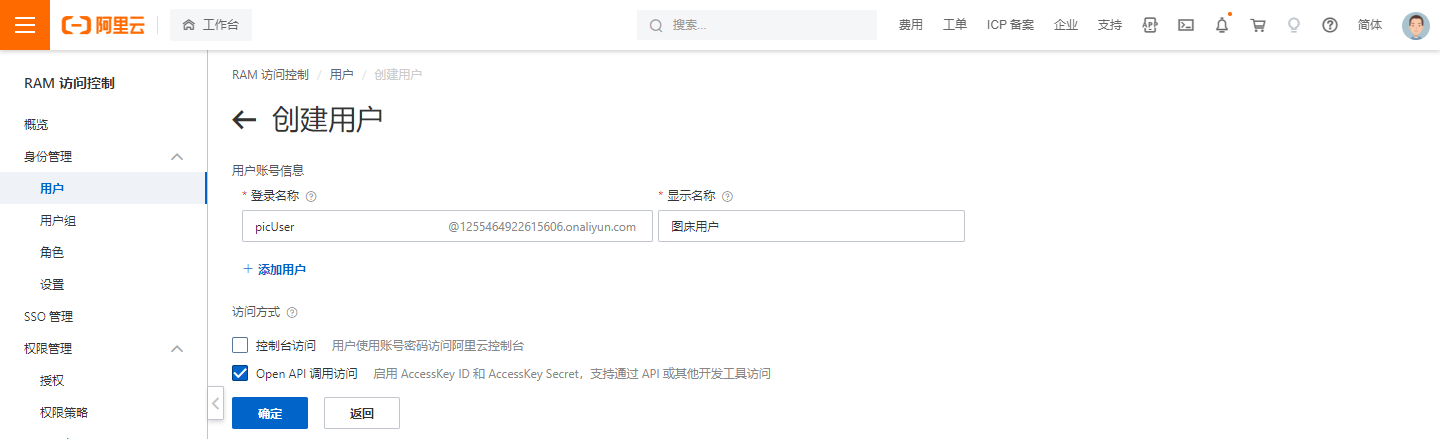 阿里云 工作台 搜索... 费用 工单 ICP 备案 企业 支持 API 简体
RAM 访问控制
概览
身份管理
用户
用户组
角色
设置
SSO 管理
权限管理
授权
权限策略
RAM 访问控制 / 用户 / 创建用户
创建用户
用户账号信息
* 登录名称 * 显示名称
picUser @1255464922615606.onaliyun.com 图床用户
+ 添加用户
访问方式
控制台访问 用户使用账号密码访问阿里云控制台
Open API 调用访问 启用 AccessKey ID 和 AccessKey Secret，支持通过 API 或其他开发工具访问
确定 返回